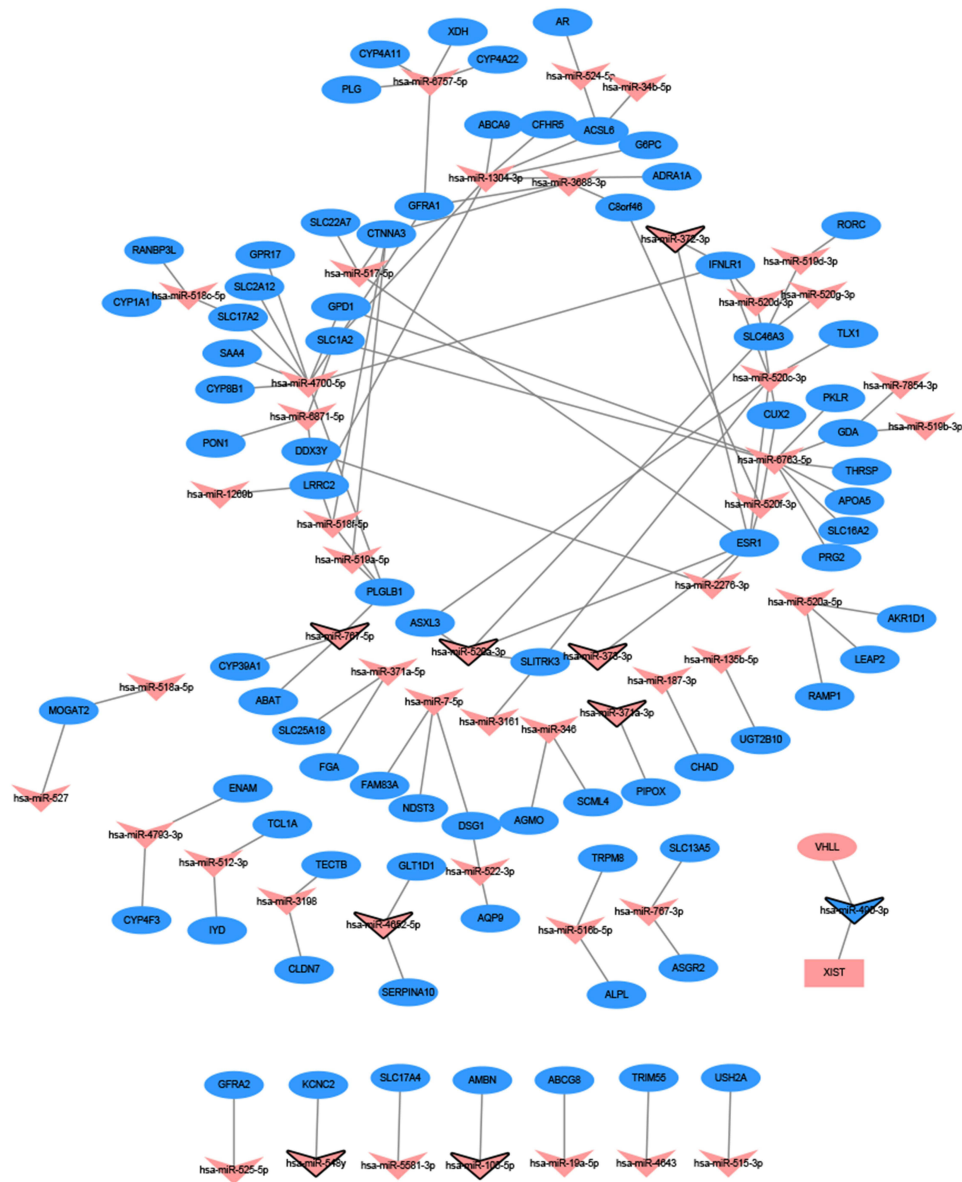 AR
XDH
CYP4A11
CYP4A22
hsa-miR-6757-5p
hsa-miR-524-5p
hsa-miR-34b-5p
PLG
ABCA9
CFHR5
ACSL6
G6PC
hsa-miR-1304-3p
hsa-miR-3688-3p
ADRA1A
GFRA1
C8orf46
SLC22A7
CTNNA3
RORC
hsa-miR-372-3p
RANBP3L
GPR17
IFNLR1
hsa-miR-519d-3p
hsa-miR-517-5p
SLC2A12
CYP1A1
hsa-miR-518c-5p
hsa-miR-520d-3p
hsa-miR-520g-3p
GPD1
SLC17A2
SLC1A2
SLC46A3
TLX1
SAA4
hsa-miR-4700-5p
hsa-miR-520c-3p
CYP8B1
hsa-miR-7854-3p
PKLR
hsa-miR-6871-5p
CUX2
GDA
hsa-miR-519b-3p
PON1
DDX3Y
hsa-miR-6763-5p
THRSP
LRRC2
hsa-miR-1269b
APOA5
hsa-miR-520f-3p
hsa-miR-518f-5p
SLC16A2
ESR1
hsa-miR-519a-5p
PRG2
hsa-miR-2276-3p
PLGLB1
hsa-miR-520a-5p
AKR1D1
ASXL3
hsa-miR-767-5p
hsa-miR-520a-3p
hsa-miR-373-3p
hsa-miR-135b-5p
LEAP2
CYP39A1
SLITRK3
hsa-miR-371a-5p
hsa-miR-187-3p
hsa-miR-518a-5p
RAMP1
ABAT
hsa-miR-7-5p
MOGAT2
hsa-miR-371a-3p
hsa-miR-3161
hsa-miR-346
SLC25A18
UGT2B10
FGA
CHAD
FAM83A
ENAM
PIPOX
hsa-miR-527
SCML4
NDST3
AGMO
TCL1A
DSG1
hsa-miR-4793-3p
VHLL
TRPM8
SLC13A5
hsa-miR-512-3p
TECTB
GLT1D1
hsa-miR-522-3p
hsa-miR-3198
hsa-miR-767-3p
CYP4F3
AQP9
hsa-miR-4652-5p
IYD
hsa-miR-516b-5p
CLDN7
ASGR2
XIST
SERPINA10
ALPL
GFRA2
KCNC2
SLC17A4
AMBN
ABCG8
TRIM55
USH2A
hsa-miR-525-5p
hsa-miR-548y
hsa-miR-5581-3p
hsa-miR-105-5p
hsa-miR-19a-5p
hsa-miR-4643
hsa-miR-515-3p